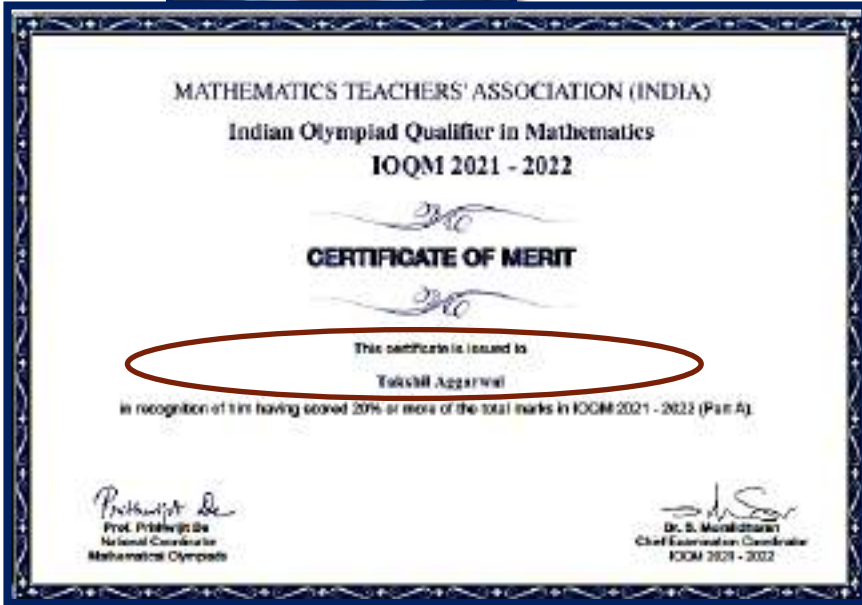 MATHEMATICS TEACHERS' ASSOCIATION (INDIA)
Indian Olympiad Qualifier in Mathematics
IOQM 2021 - 2022
CERTIFICATE OF MERIT
This certificate is issued to
Takshil Aggarwal
in recognition of him having scored 20% or more of the total marks in IOQM 2021 - 2022 (Part A).
Prithwijit De
Prof. Prithwijit De
National Coordinator
Mathematical Olympiads
Dr. S. Muralidharan
Chief Examination Coordinator
IOQM 2021 - 2022